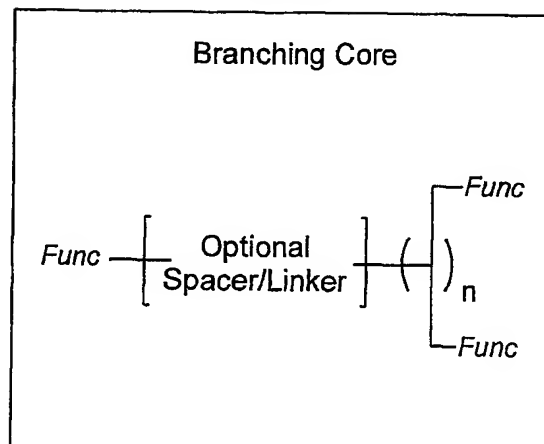 Branching Core
Func
Func
Optional
Spacer/Linker
( )
n
Func